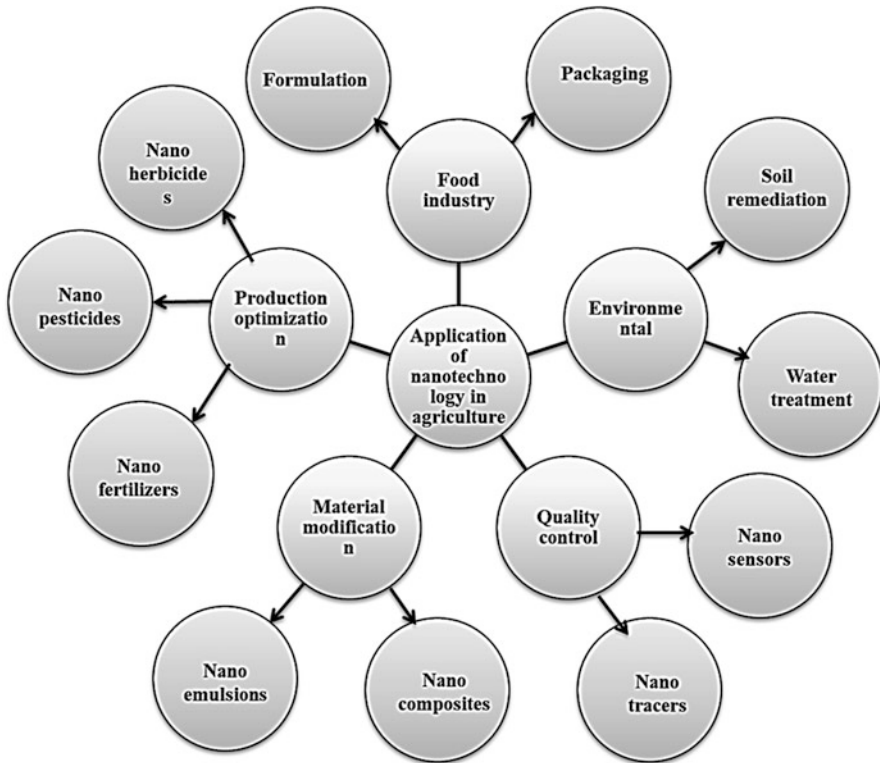 Formulation
Packaging
Nano
herbicide
s
Food
industry
Soil
remediation
Nano
pesticides
Production
optimizatio
n
Environme
ntal
Application
of
nanotechno
logy in
agriculture
Water
treatment
Nano
fertilizers
Material
modificatio
n
Quality
control
Nano
sensors
Nano
emulsions
Nano
composites
Nano
tracers